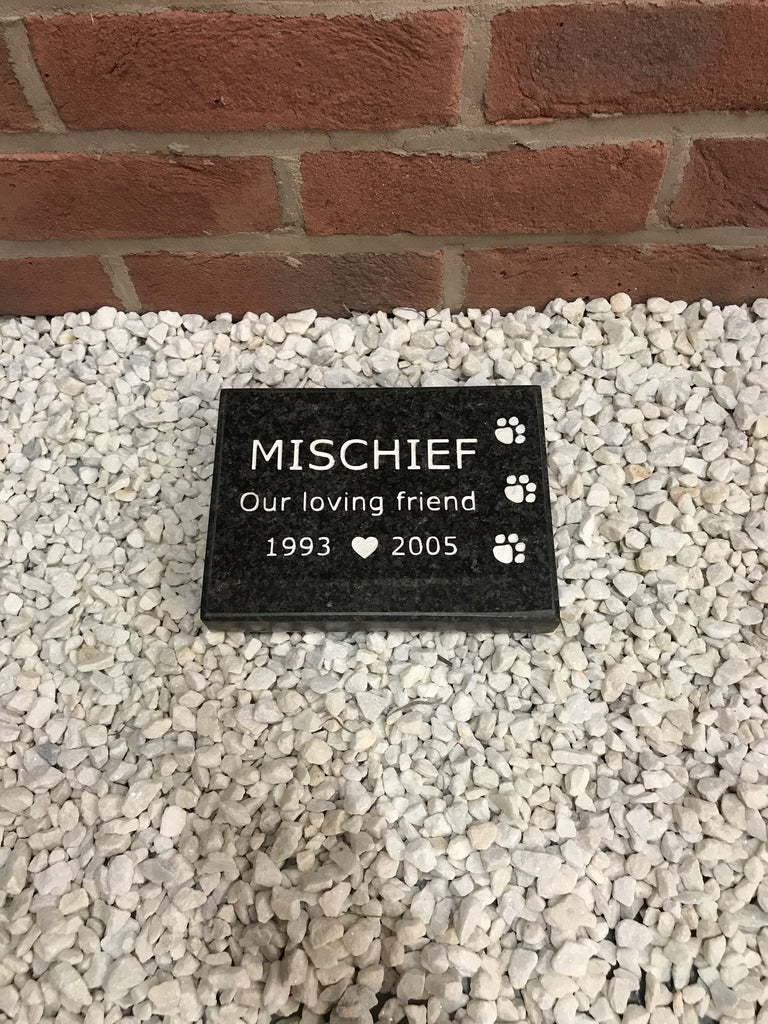 MISCHIEF
Our loving friend
1993 2005